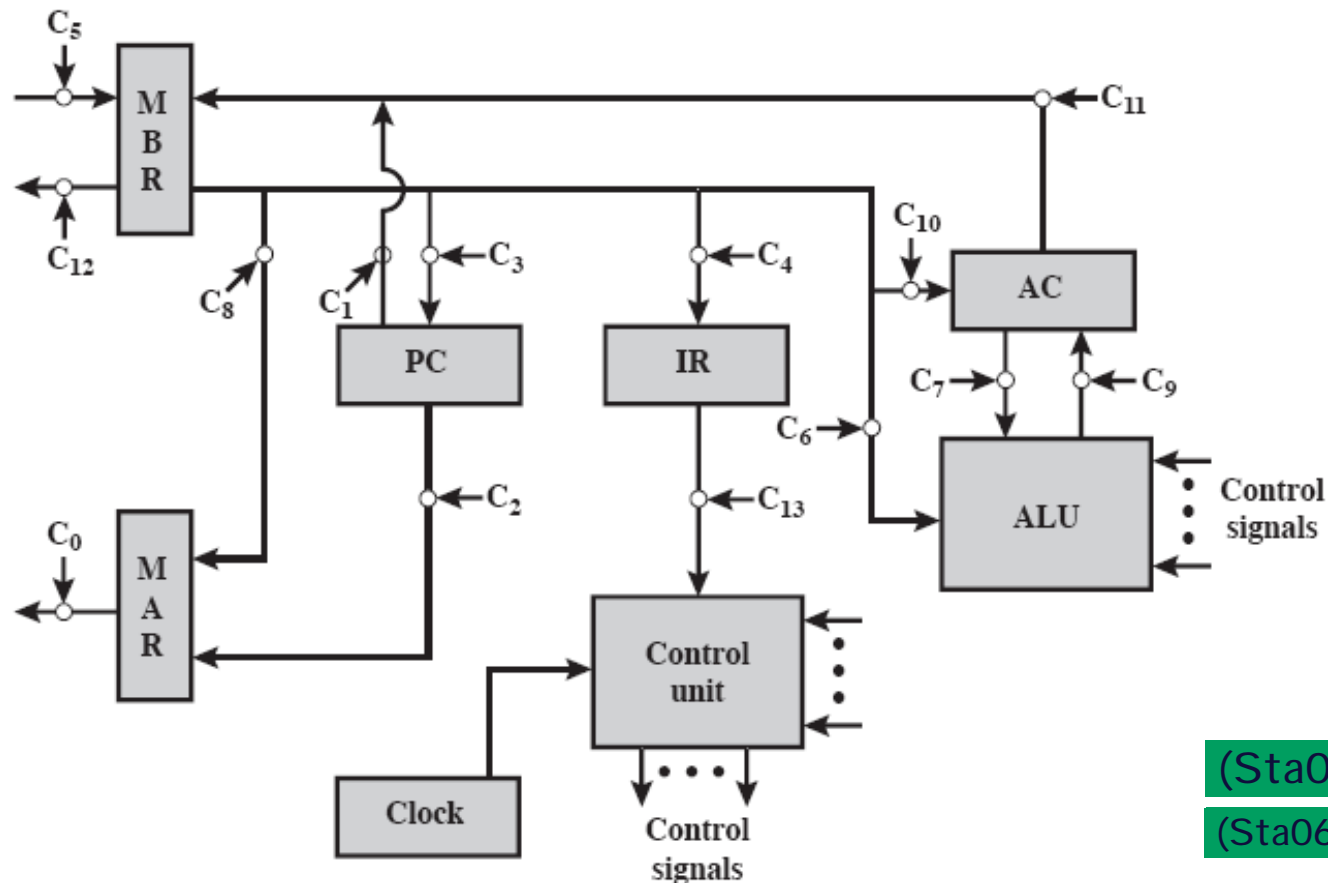 C5
MBR
C11
C12
C8
C1
C3
C4
C10
AC
PC
IR
C7
C9
C6
C2
C13
ALU
Control
signals
C0
MAR
Control
unit
Clock
Control
signals
(Sta0
(Sta06